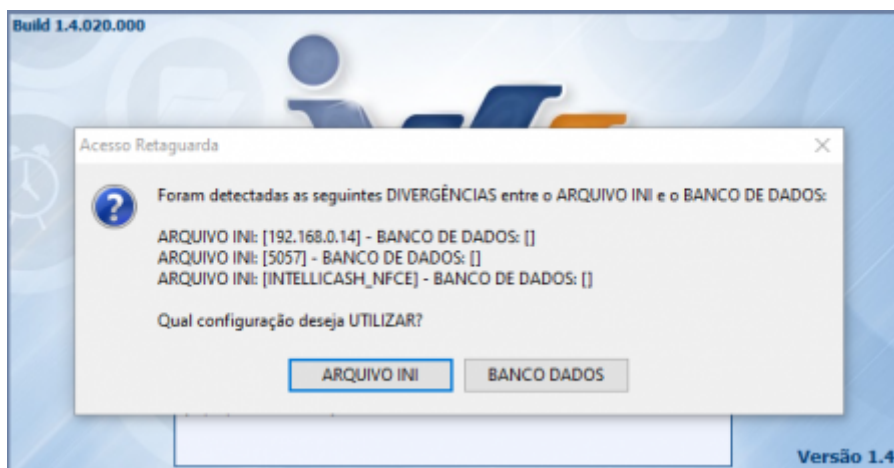 Build 1.4.020.000
Acesso Retaguarda
Foram detectadas as seguintes DIVERGÊNCIAS entre o ARQUIVO INI e o BANCO DE DADOS:
ARQUIVO INI: [192.168.0.14] - BANCO DE DADOS: []
ARQUIVO INI: [5057] - BANCO DE DADOS: []
ARQUIVO INI: [INTELLICASH_NFCE] - BANCO DE DADOS: []
Qual configuração deseja UTILIZAR?
ARQUIVO INI
BANCO DADOS
Versão 1.4